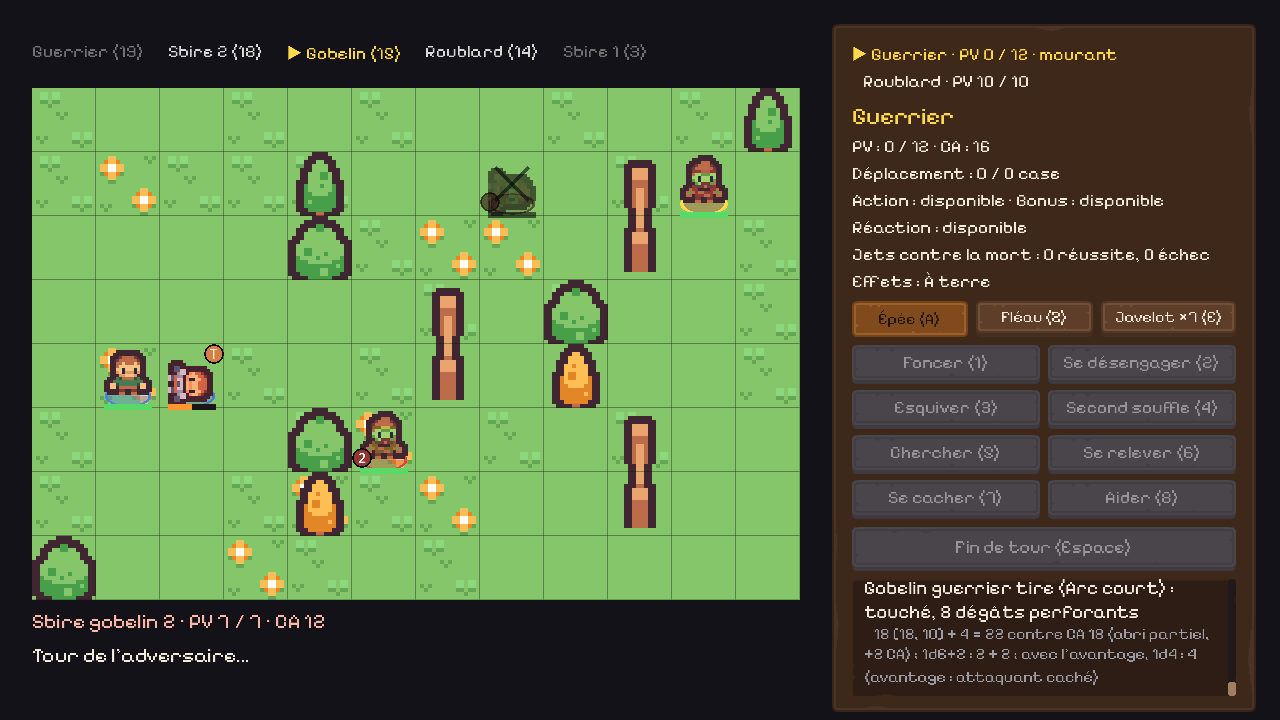 Guerrier (19)
Sbire 2 (18)
▶ Gobelin (15)
Roublard (14)
Sbire 1 (3)
T
2
Sbire gobelin 2 · PV 7 / 7 · CA 12
Tour de l'adversaire...
▶ Guerrier · PV 0 / 12 · mourant
Roublard · PV 10 / 10
Guerrier
PV : 0 / 12 · CA : 16
Déplacement : 0 / 0 case
Action : disponible · Bonus : disponible
Réaction : disponible
Jets contre la mort : 0 réussite, 0 échec
Effets : À terre
Épée (A)
Fléau (Z)
Javelot ×7 (E)
Foncer (1)
Se désengager (2)
Esquiver (3)
Second souffle (4)
Chercher (5)
Se relever (6)
Se cacher (7)
Aider (8)
Fin de tour (Espace)
Gobelin guerrier tire (Arc court) :
touché, 8 dégâts perforants
18 [18, 10] + 4 = 22 contre CA 18 (abri partiel,
+2 CA) ; 1d6+2 : 2 + 2 ; avec l'avantage, 1d4 : 4
(avantage : attaquant caché)